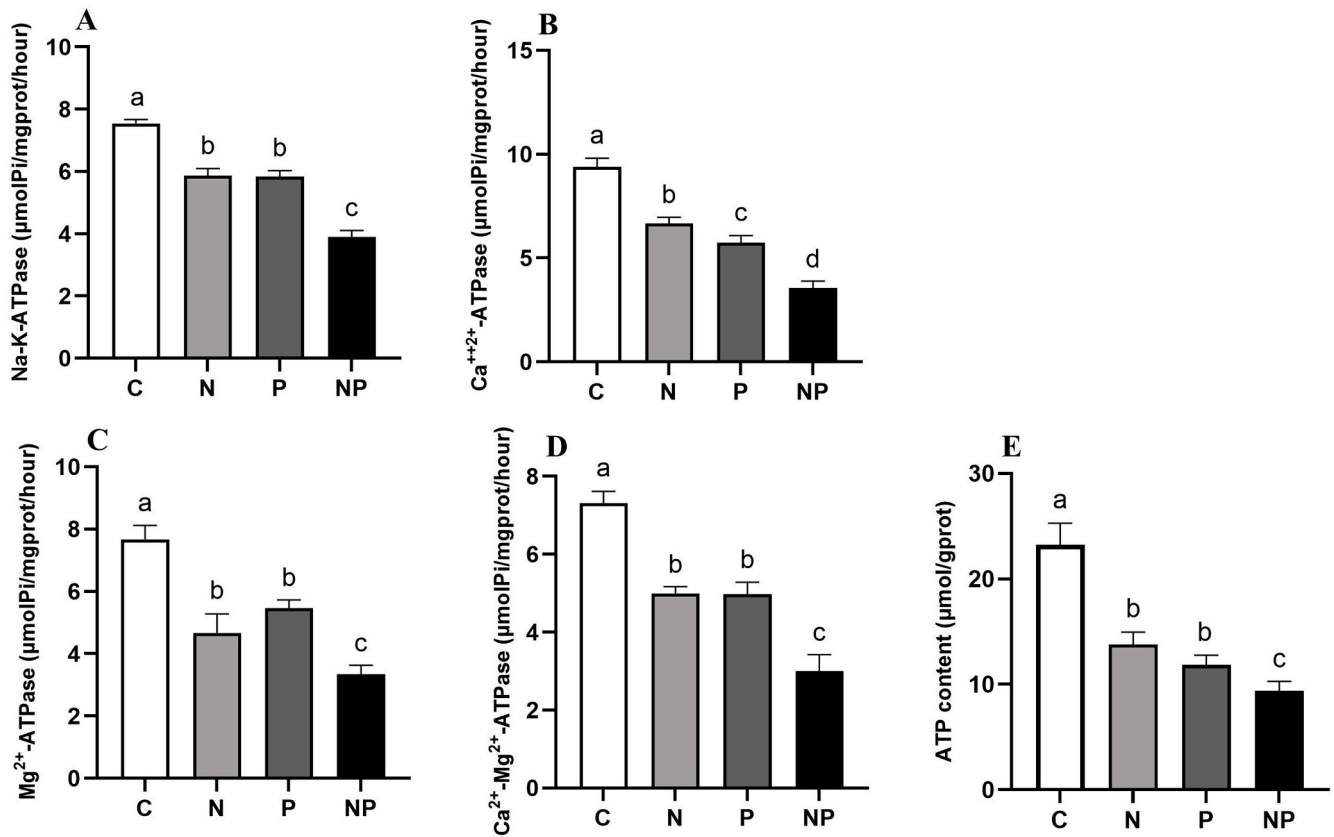 A
Na-K-ATPase (μmolPi/mgprot/hour)
10
8
6
4
2
0
a
b
b
c
C N P NP
B
Ca++2+-ATPase (μmolPi/mgprot/hour)
15
10
5
0
a
b
c
d
C N P NP
C
Mg2+-ATPase (μmolPi/mgprot/hour)
10
8
6
4
2
0
a
b
b
c
C N P NP
D
Ca2+-Mg2+-ATPase (μmolPi/mgprot/hour)
8
6
4
2
0
a
b
b
c
C N P NP
E
ATP content (μmol/gprot)
30
20
10
0
a
b
b
c
C N P NP